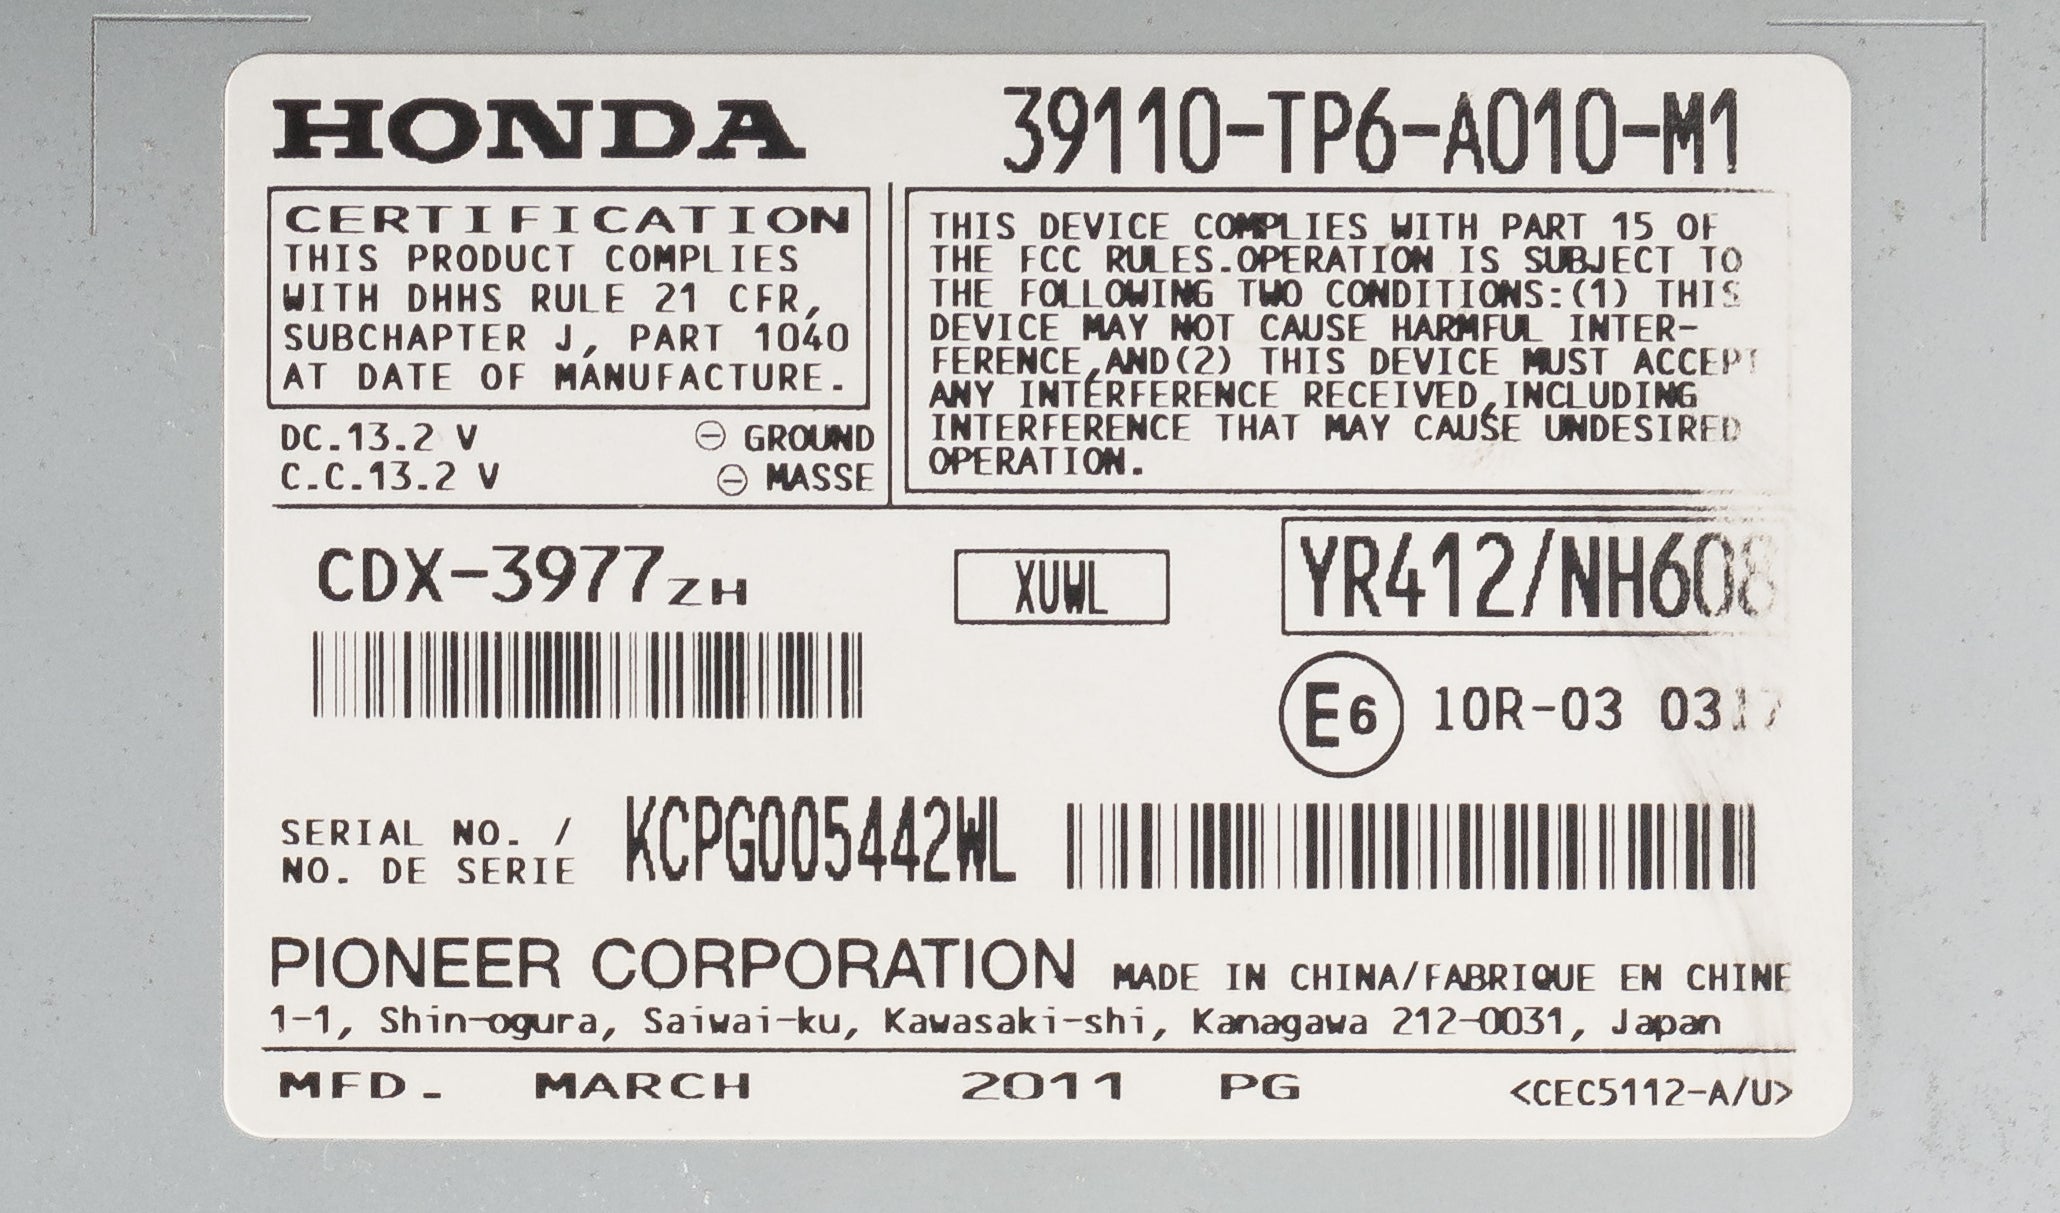 HONDA
39110-TP6-A010-M1
CERTIFICATION
THIS PRODUCT COMPLIES
WITH DHHS RULE 21 CFR,
SUBCHAPTER J, PART 1040
AT DATE OF MANUFACTURE.
DC.13.2 V ⊖ GROUND
C.C.13.2 V ⊖ MASSE
THIS DEVICE COMPLIES WITH PART 15 OF
THE FCC RULES.OPERATION IS SUBJECT TO
THE FOLLOWING TWO CONDITIONS:(1) THIS
DEVICE MAY NOT CAUSE HARMFUL INTER-
FERENCE,AND(2) THIS DEVICE MUST ACCEPT
ANY INTERFERENCE RECEIVED,INCLUDING
INTERFERENCE THAT MAY CAUSE UNDESIRED
OPERATION.
CDX-3977ZH
XUWL
YR412/NH608
E6 10R-03 0317
SERIAL NO. /
NO. DE SERIE
KCPG005442WL
PIONEER CORPORATION MADE IN CHINA/FABRIQUE EN CHINE
1-1, Shin-ogura, Saiwai-ku, Kawasaki-shi, Kanagawa 212-0031, Japan
MFD. MARCH 2011 PG <CEC5112-A/U>